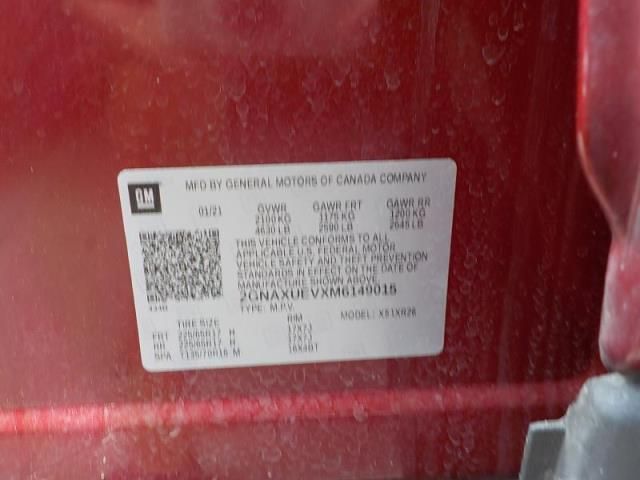 GM
MFD BY GENERAL MOTORS OF CANADA COMPANY
01/21
GVWR GAWR FRT GAWR RR
2100 KG 1175 KG 1200 KG
4630 LB 2590 LB 2645 LB
THIS VEHICLE CONFORMS TO ALL
APPLICABLE U.S. FEDERAL MOTOR
VEHICLE SAFETY AND THEFT PREVENTION
STANDARDS IN EFFECT ON THE DATE OF
MANUFACTURE SHOWN ABOVE.
2GNAXUEVXM6149015
TYPE: M.P.V. MODEL: XS1XR26
TIRE SIZE RIM
FRT 225/65R17 H 17X7J
RR 225/65R17 H 17X7J
SPA T135/70R16 M 16X4BT